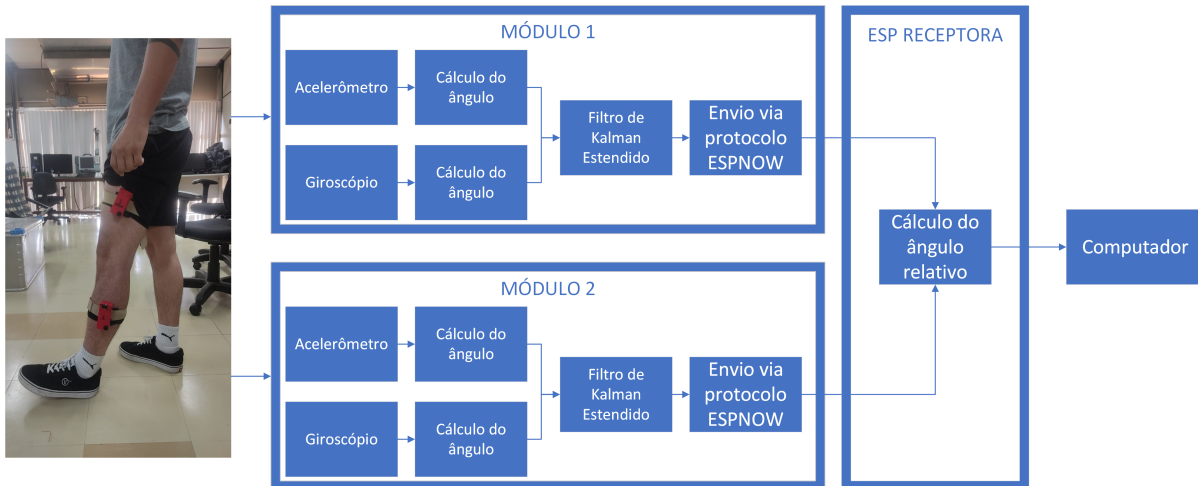 MÓDULO 1
Acelerômetro
Cálculo do
ângulo
Giroscópio
Cálculo do
ângulo
Filtro de
Kalman
Estendido
Envio via
protocolo
ESPNOW
MÓDULO 2
Acelerômetro
Cálculo do
ângulo
Giroscópio
Cálculo do
ângulo
Filtro de
Kalman
Estendido
Envio via
protocolo
ESPNOW
ESP RECEPTORA
Cálculo do
ângulo
relativo
Computador